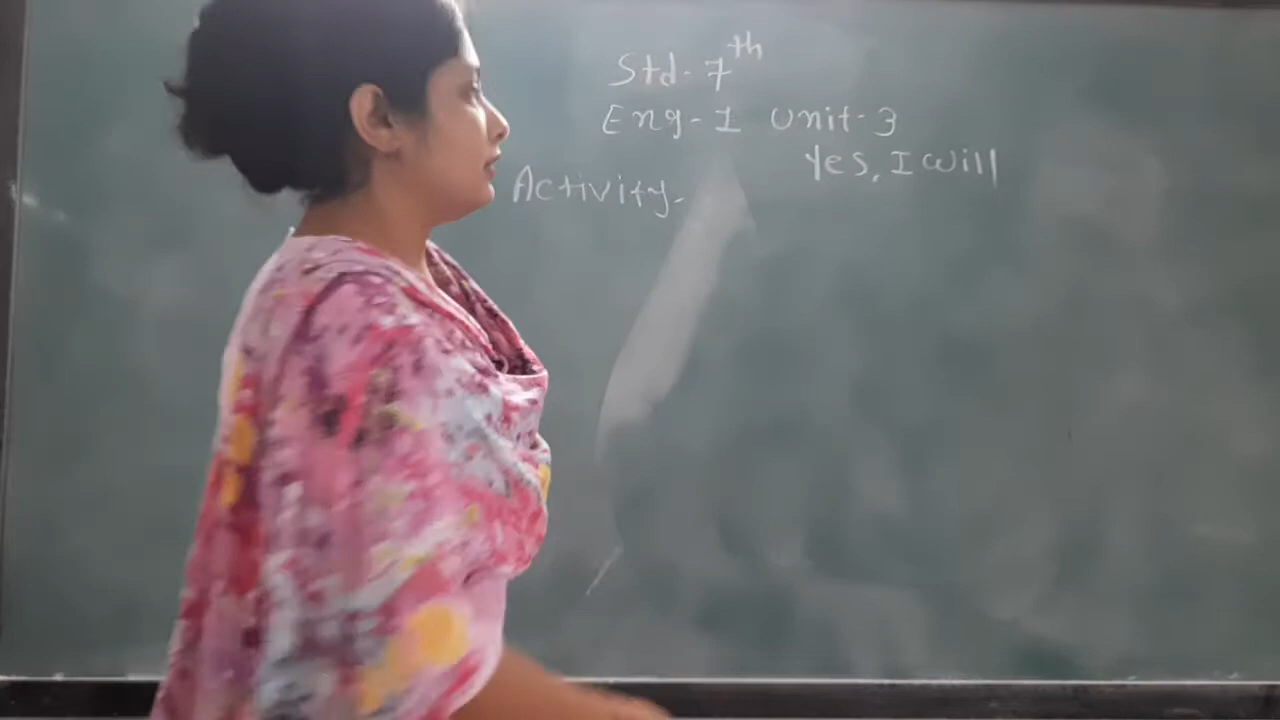 Std-7th
Eng-1 Unit-3
Yes, I will
Activity-